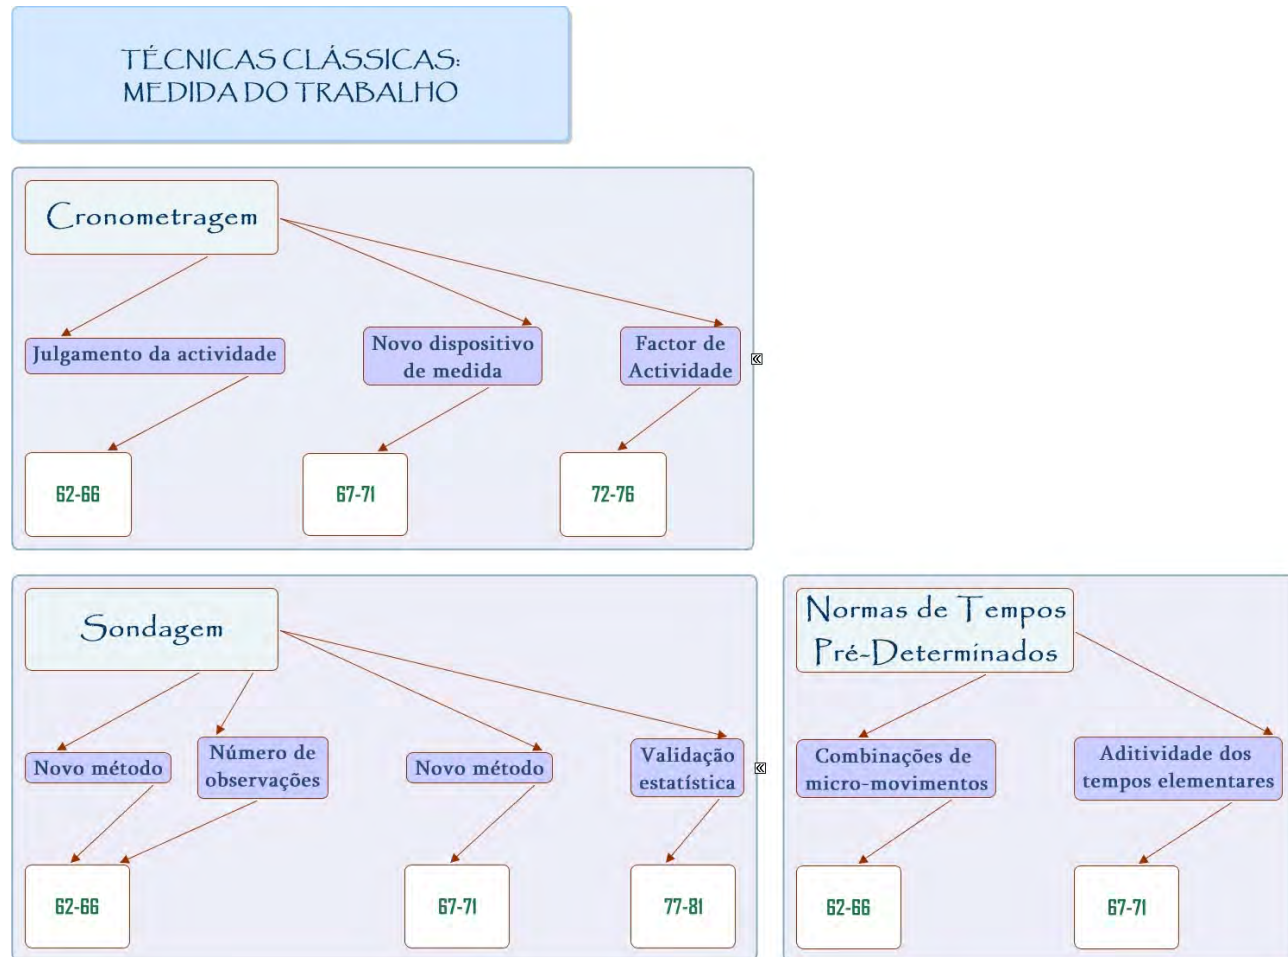 TÉCNICAS CLÁSSICAS:
MEDIDA DO TRABALHO
Cronometragem
Julgamento da actividade
Novo dispositivo
de medida
Factor de
Actividade
62-66
67-71
72-76
Sondagem
Novo método
Número de
observações
Novo método
Validação
estatística
62-66
67-71
77-81
Normas de Tempos
Pré-Determinados
Combinações de
micro-movimentos
Aditividade dos
tempos elementares
62-66
67-71